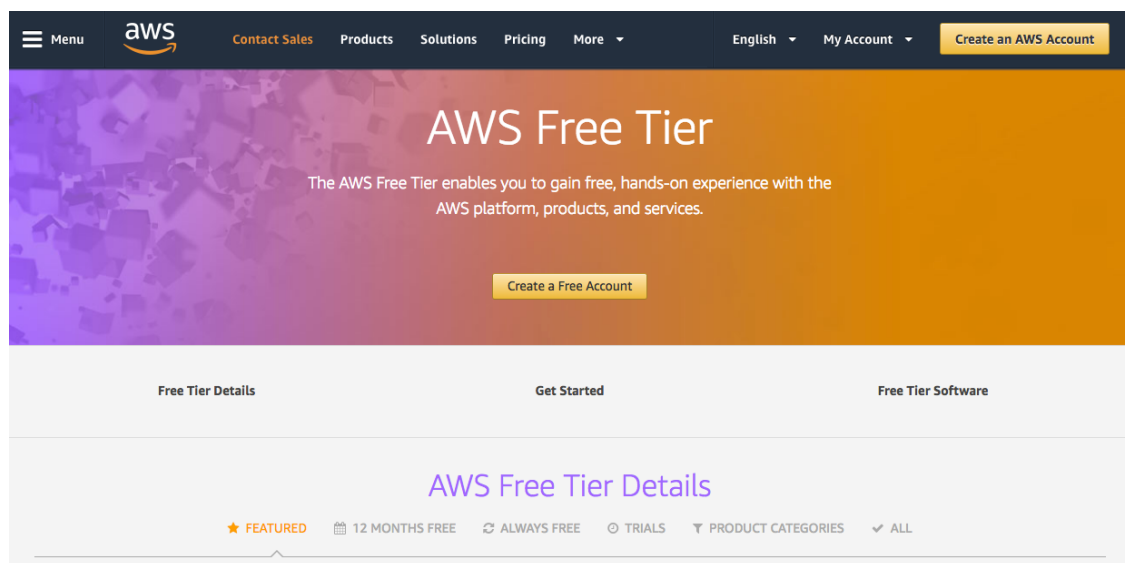 Menu
aws
Contact Sales
Products
Solutions
Pricing
More
English
My Account
Create an AWS Account
AWS Free Tier
The AWS Free Tier enables you to gain free, hands-on experience with the
AWS platform, products, and services.
Create a Free Account
Free Tier Details
Get Started
Free Tier Software
AWS Free Tier Details
FEATURED
12 MONTHS FREE
ALWAYS FREE
TRIALS
PRODUCT CATEGORIES
ALL